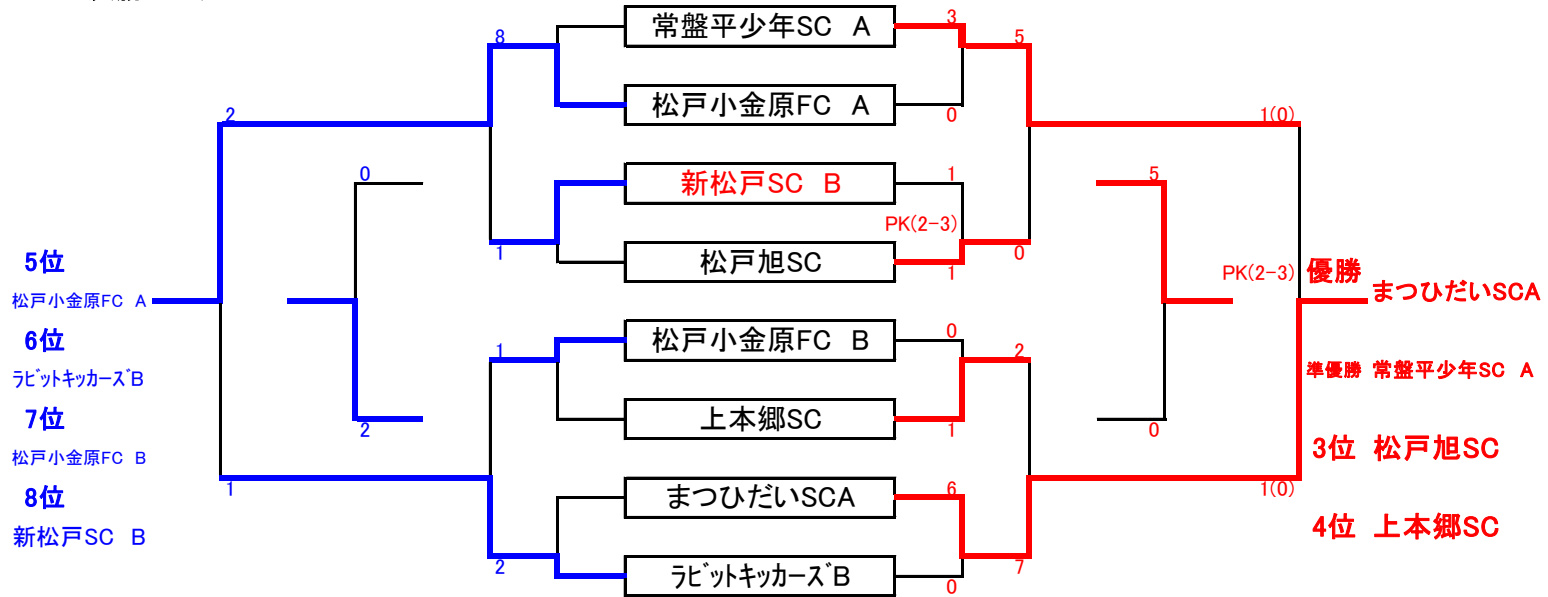 常盤平少年SC A
3
8
5
松戸小金原FC A
2
0
1(0)
0
新松戸SC B
1
5
PK(2-3)
1
松戸旭SC
1
0
5位
PK(2-3)
優勝
まつひだいSCA
松戸小金原FC A
6位
松戸小金原FC B
0
1
2
ラビットキッカーズB
準優勝 常盤平少年SC A
7位
上本郷SC
2
1
0
松戸小金原FC B
3位 松戸旭SC
8位
1
まつひだいSCA
6
1(0)
新松戸SC B
4位 上本郷SC
2
ラビットキッカーズB
0
7